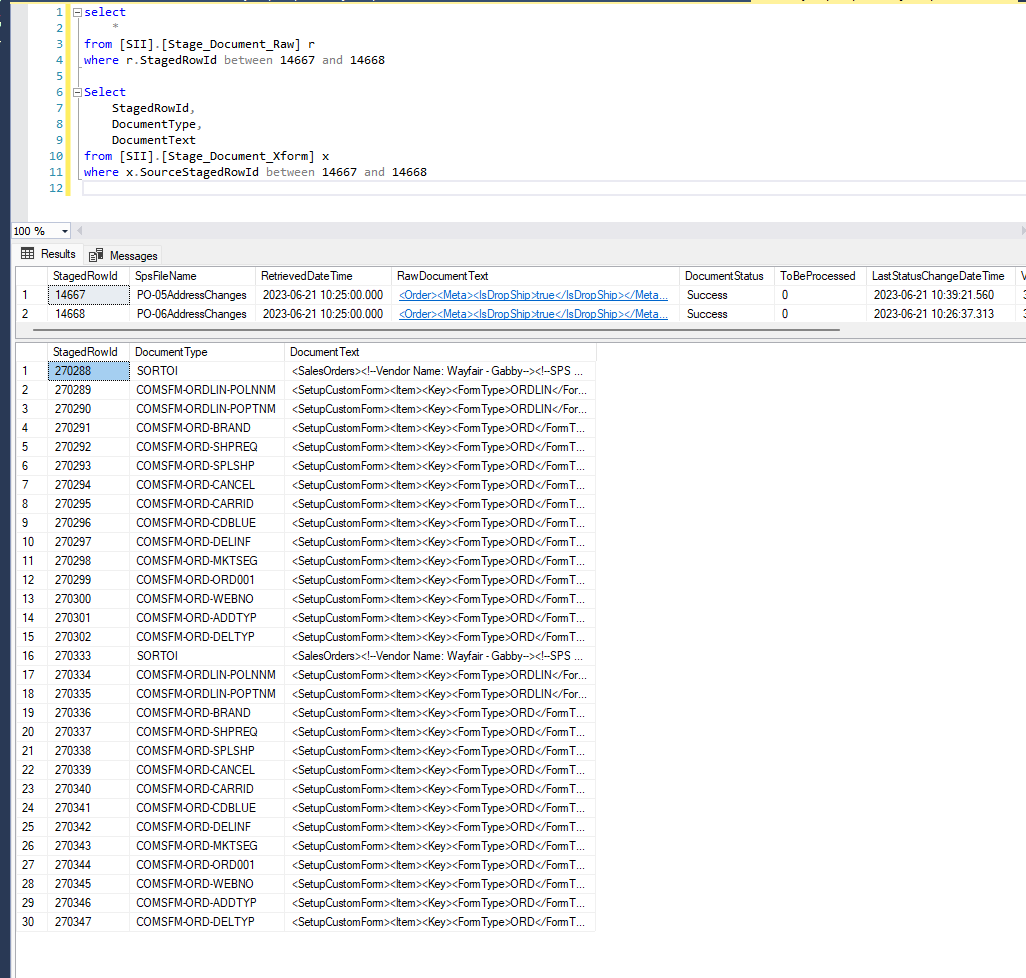 1 select
2 *
3 from [SII].[Stage_Document_Raw] r
4 where r.StagedRowId between 14667 and 14668
5
6 Select
7 StagedRowId,
8 DocumentType,
9 DocumentText
10 from [SII].[Stage_Document_Xform] x
11 where x.SourceStagedRowId between 14667 and 14668
12
100 %
Results Messages
StagedRowId SpsFileName RetrievedDateTime RawDocumentText DocumentStatus ToBeProcessed LastStatusChangeDateTime
1 14667 PO-05AddressChanges 2023-06-21 10:25:00.000 <Order><Meta><IsDropShip>true</IsDropShip></Meta... Success 0 2023-06-21 10:39:21.560
2 14668 PO-06AddressChanges 2023-06-21 10:25:00.000 <Order><Meta><IsDropShip>true</IsDropShip></Meta... Success 0 2023-06-21 10:26:37.313
StagedRowId DocumentType DocumentText
1 270288 SORTOI <SalesOrders><!--Vendor Name: Wayfair - Gabby--><!--SPS ...
2 270289 COMSFM-ORDLIN-POLNNM <SetupCustomForm><Item><Key><FormType>ORDLIN</For...
3 270290 COMSFM-ORDLIN-POPTNM <SetupCustomForm><Item><Key><FormType>ORDLIN</For...
4 270291 COMSFM-ORD-BRAND <SetupCustomForm><Item><Key><FormType>ORD</FormT...
5 270292 COMSFM-ORD-SHPREQ <SetupCustomForm><Item><Key><FormType>ORD</FormT...
6 270293 COMSFM-ORD-SPLSHP <SetupCustomForm><Item><Key><FormType>ORD</FormT...
7 270294 COMSFM-ORD-CANCEL <SetupCustomForm><Item><Key><FormType>ORD</FormT...
8 270295 COMSFM-ORD-CARRID <SetupCustomForm><Item><Key><FormType>ORD</FormT...
9 270296 COMSFM-ORD-CDBLUE <SetupCustomForm><Item><Key><FormType>ORD</FormT...
10 270297 COMSFM-ORD-DELINF <SetupCustomForm><Item><Key><FormType>ORD</FormT...
11 270298 COMSFM-ORD-MKTSEG <SetupCustomForm><Item><Key><FormType>ORD</FormT...
12 270299 COMSFM-ORD-ORD001 <SetupCustomForm><Item><Key><FormType>ORD</FormT...
13 270300 COMSFM-ORD-WEBNO <SetupCustomForm><Item><Key><FormType>ORD</FormT...
14 270301 COMSFM-ORD-ADDTYP <SetupCustomForm><Item><Key><FormType>ORD</FormT...
15 270302 COMSFM-ORD-DELTYP <SetupCustomForm><Item><Key><FormType>ORD</FormT...
16 270333 SORTOI <SalesOrders><!--Vendor Name: Wayfair - Gabby--><!--SPS ...
17 270334 COMSFM-ORDLIN-POLNNM <SetupCustomForm><Item><Key><FormType>ORDLIN</For...
18 270335 COMSFM-ORDLIN-POPTNM <SetupCustomForm><Item><Key><FormType>ORDLIN</For...
19 270336 COMSFM-ORD-BRAND <SetupCustomForm><Item><Key><FormType>ORD</FormT...
20 270337 COMSFM-ORD-SHPREQ <SetupCustomForm><Item><Key><FormType>ORD</FormT...
21 270338 COMSFM-ORD-SPLSHP <SetupCustomForm><Item><Key><FormType>ORD</FormT...
22 270339 COMSFM-ORD-CANCEL <SetupCustomForm><Item><Key><FormType>ORD</FormT...
23 270340 COMSFM-ORD-CARRID <SetupCustomForm><Item><Key><FormType>ORD</FormT...
24 270341 COMSFM-ORD-CDBLUE <SetupCustomForm><Item><Key><FormType>ORD</FormT...
25 270342 COMSFM-ORD-DELINF <SetupCustomForm><Item><Key><FormType>ORD</FormT...
26 270343 COMSFM-ORD-MKTSEG <SetupCustomForm><Item><Key><FormType>ORD</FormT...
27 270344 COMSFM-ORD-ORD001 <SetupCustomForm><Item><Key><FormType>ORD</FormT...
28 270345 COMSFM-ORD-WEBNO <SetupCustomForm><Item><Key><FormType>ORD</FormT...
29 270346 COMSFM-ORD-ADDTYP <SetupCustomForm><Item><Key><FormType>ORD</FormT...
30 270347 COMSFM-ORD-DELTYP <SetupCustomForm><Item><Key><FormType>ORD</FormT...